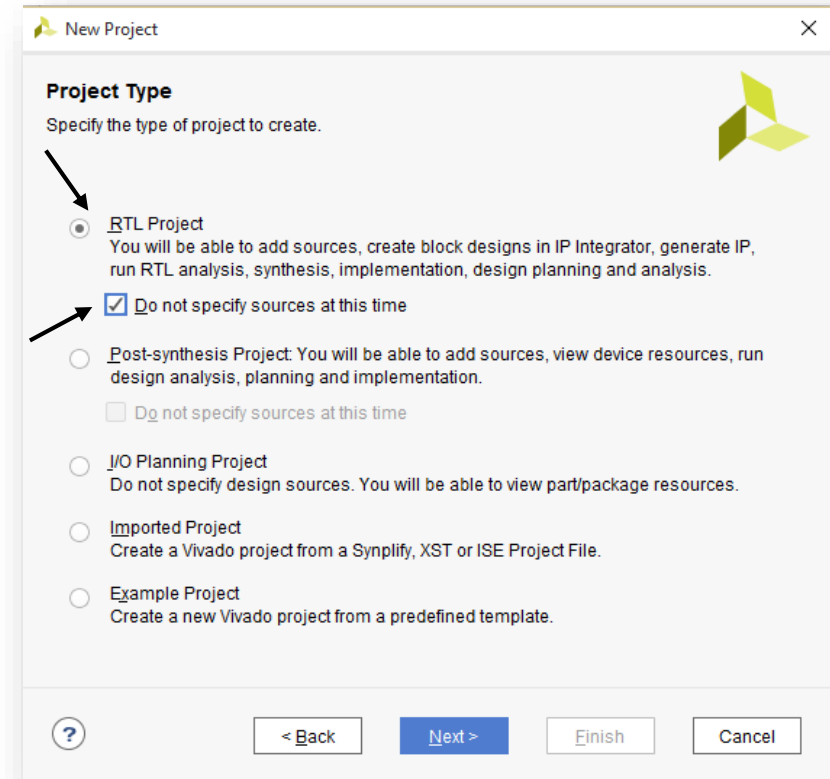 New Project
Project Type
Specify the type of project to create.
RTL Project
You will be able to add sources, create block designs in IP Integrator, generate IP,
run RTL analysis, synthesis, implementation, design planning and analysis.
Do not specify sources at this time
Post-synthesis Project: You will be able to add sources, view device resources, run
design analysis, planning and implementation.
Do not specify sources at this time
I/O Planning Project
Do not specify design sources. You will be able to view part/package resources.
Imported Project
Create a Vivado project from a Synplify, XST or ISE Project File.
Example Project
Create a new Vivado project from a predefined template.
? < Back Next > Finish Cancel